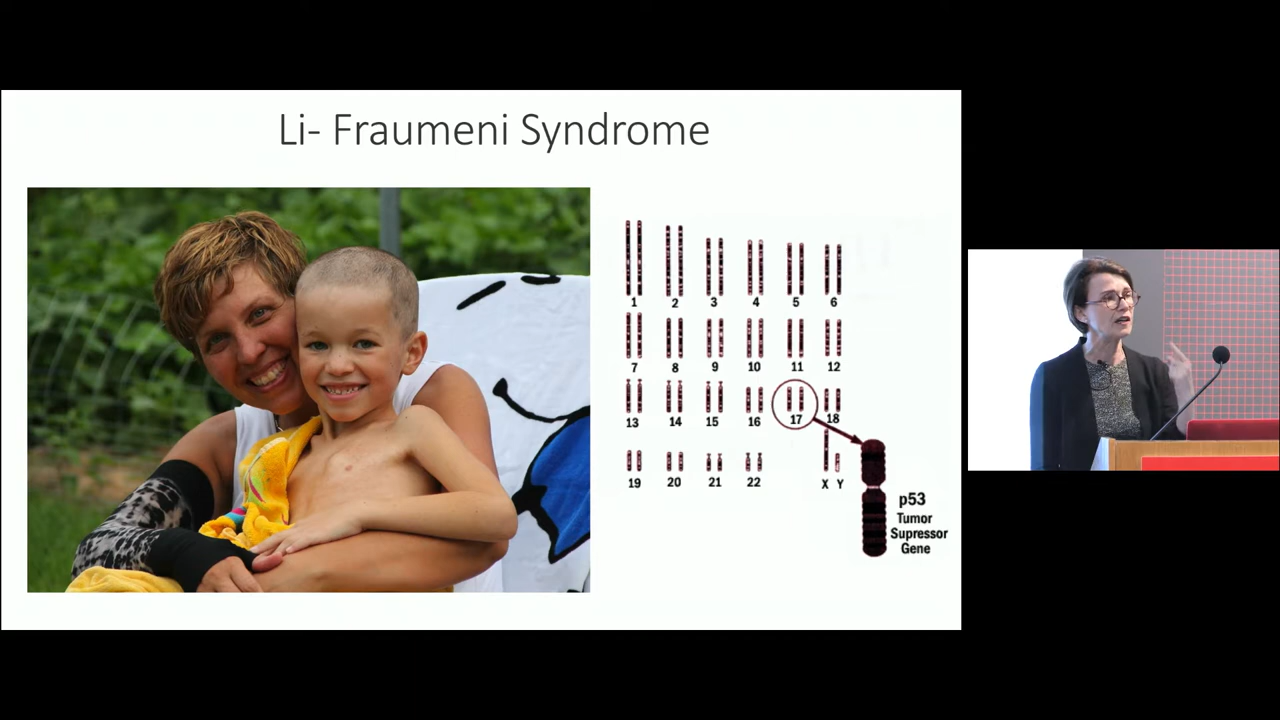 Li- Fraumeni Syndrome
1 2 3 4 5 6
7 8 9 10 11 12
13 14 15 16 17 18
19 20 21 22 X Y
p53
Tumor
Supressor
Gene